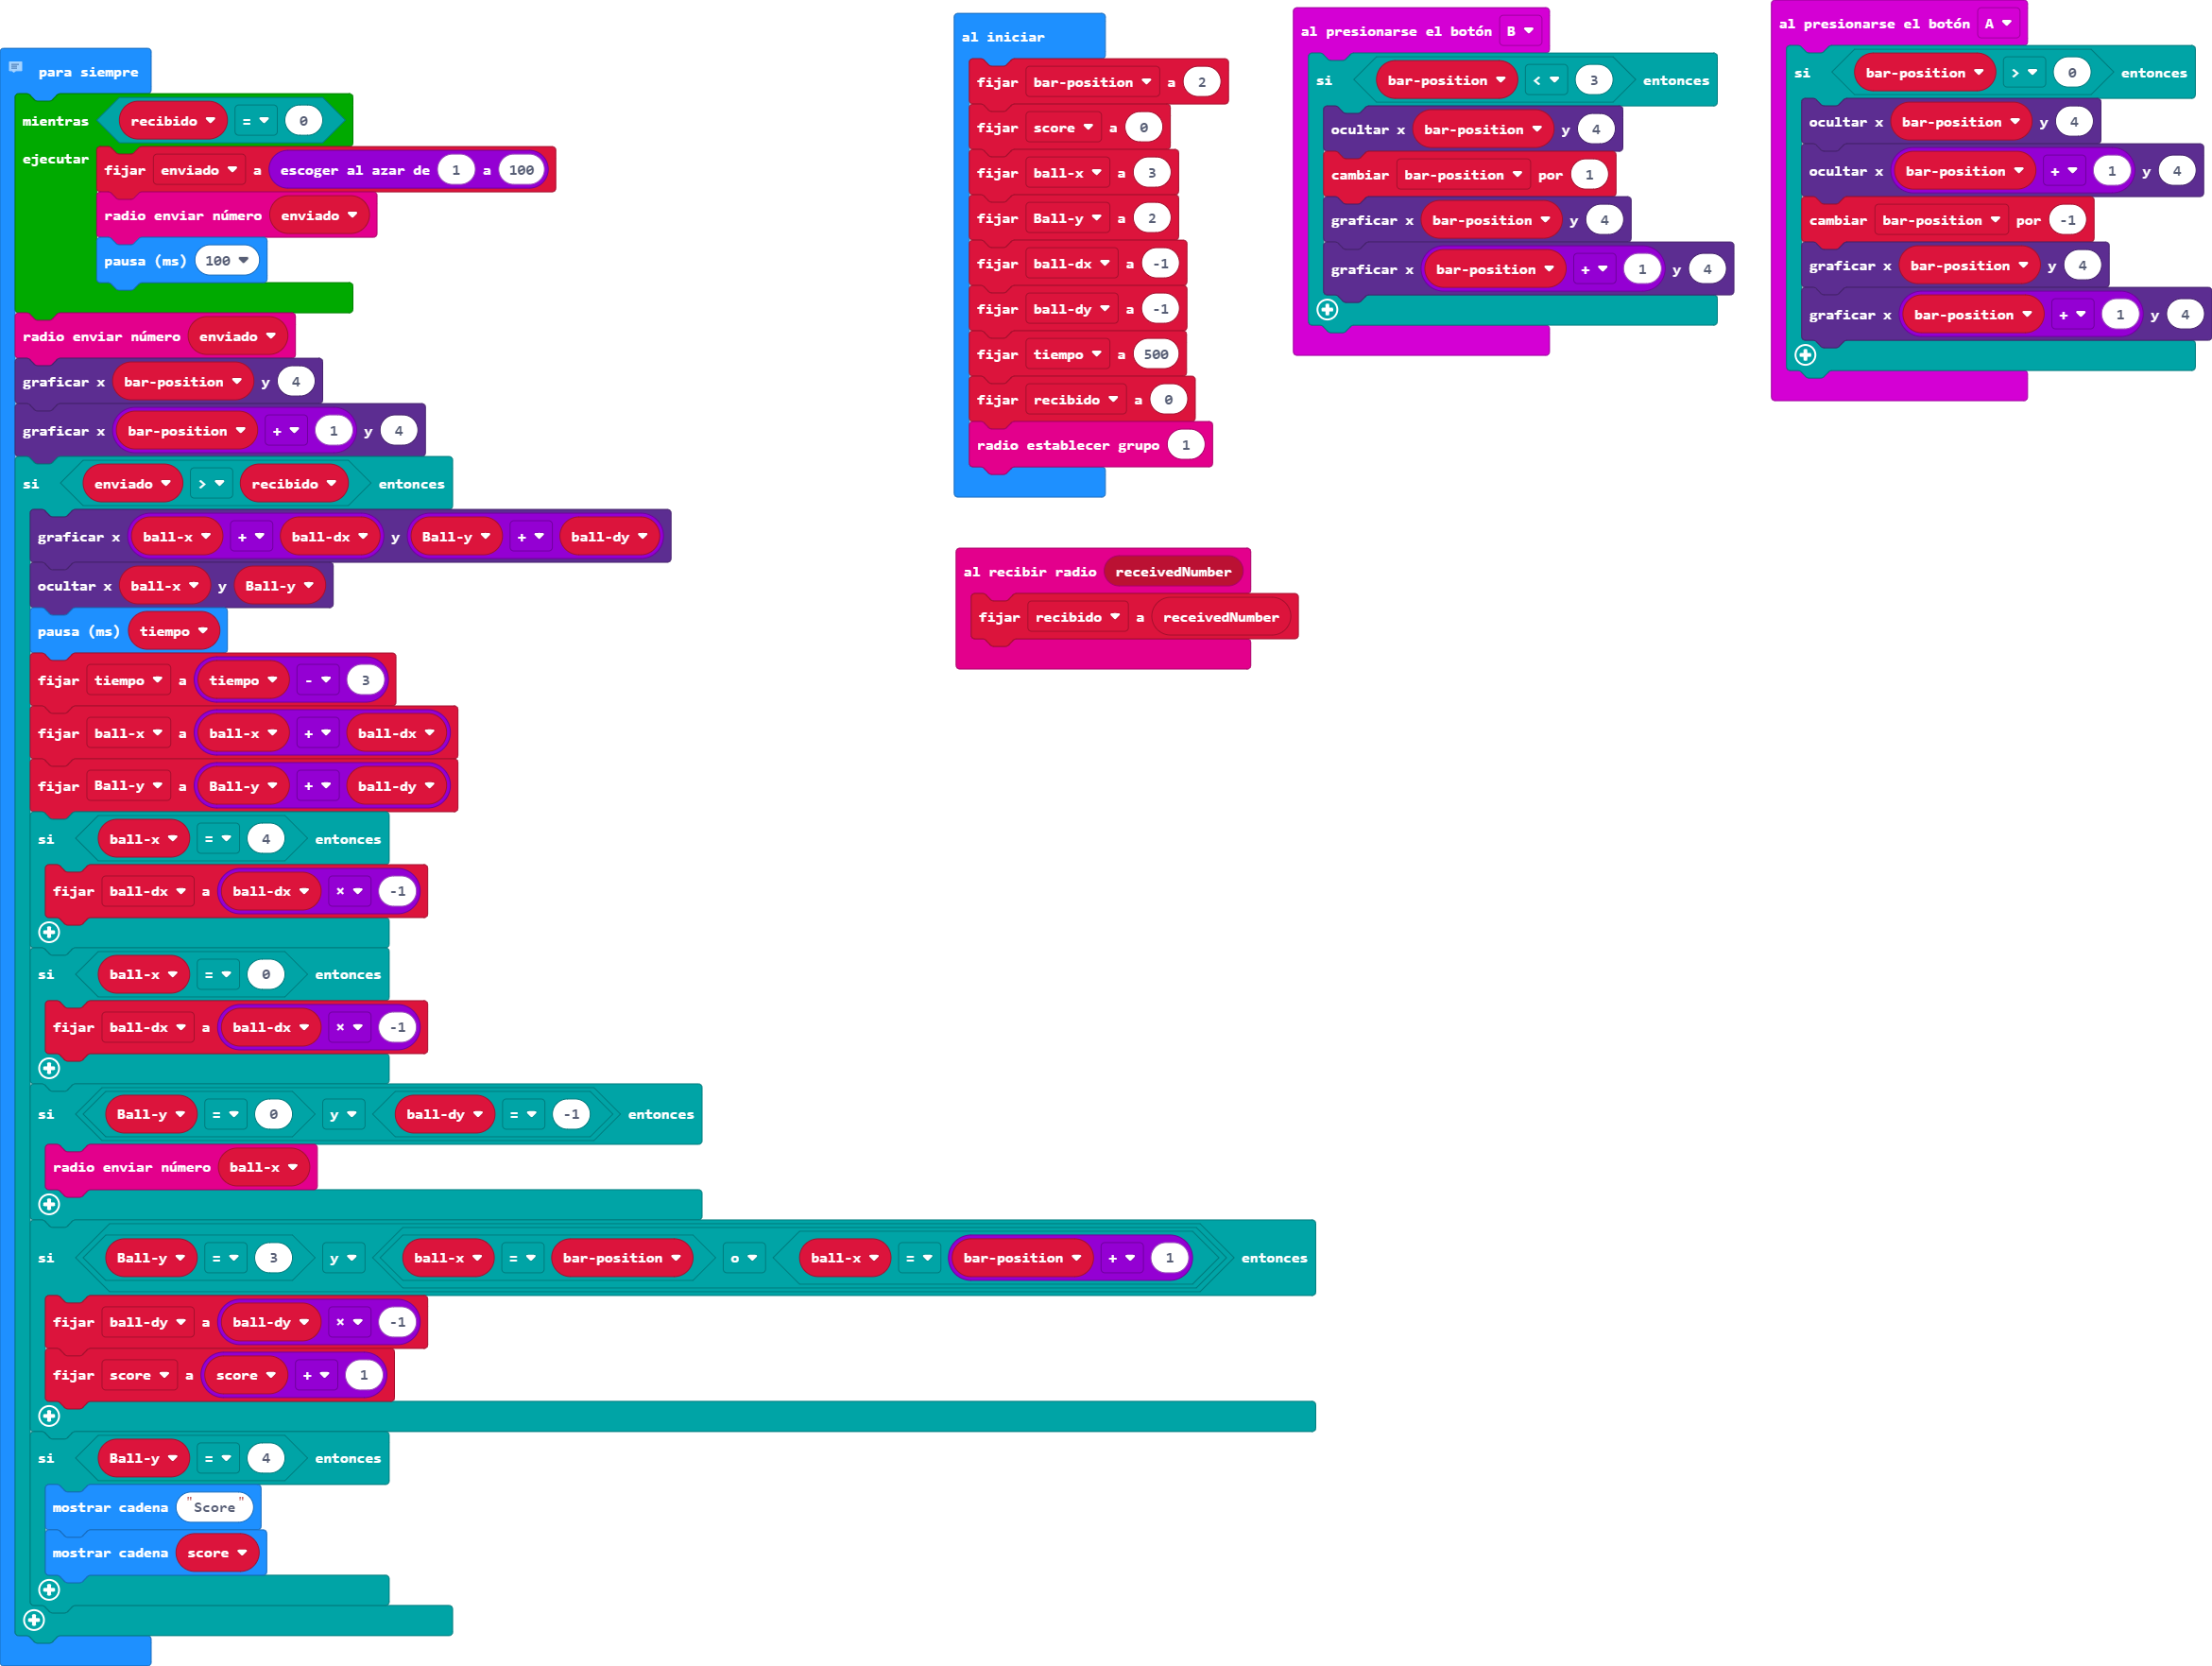 para siempre
mientras recibido = 0
ejecutar
fijar enviado a escoger al azar de 1 a 100
radio enviar número enviado
pausa (ms) 100
radio enviar número enviado
graficar x bar-position y 4
graficar x bar-position + 1 y 4
si enviado > recibido entonces
graficar x ball-x + ball-dx y Ball-y + ball-dy
ocultar x ball-x y Ball-y
pausa (ms) tiempo
fijar tiempo a tiempo - 3
fijar ball-x a ball-x + ball-dx
fijar Ball-y a Ball-y + ball-dy
si ball-x = 4 entonces
fijar ball-dx a ball-dx × -1
si ball-x = 0 entonces
fijar ball-dx a ball-dx × -1
si Ball-y = 0 y ball-dy = -1 entonces
radio enviar número ball-x
si Ball-y = 3 y ball-x = bar-position o ball-x = bar-position + 1 entonces
fijar ball-dy a ball-dy × -1
fijar score a score + 1
si Ball-y = 4 entonces
mostrar cadena "Score"
mostrar cadena score
al iniciar
fijar bar-position a 2
fijar score a 0
fijar ball-x a 3
fijar Ball-y a 2
fijar ball-dx a -1
fijar ball-dy a -1
fijar tiempo a 500
fijar recibido a 0
radio establecer grupo 1
al recibir radio receivedNumber
fijar recibido a receivedNumber
al presionarse el botón B
si bar-position < 3 entonces
ocultar x bar-position y 4
cambiar bar-position por 1
graficar x bar-position y 4
graficar x bar-position + 1 y 4
al presionarse el botón A
si bar-position > 0 entonces
ocultar x bar-position y 4
ocultar x bar-position + 1 y 4
cambiar bar-position por -1
graficar x bar-position y 4
graficar x bar-position + 1 y 4